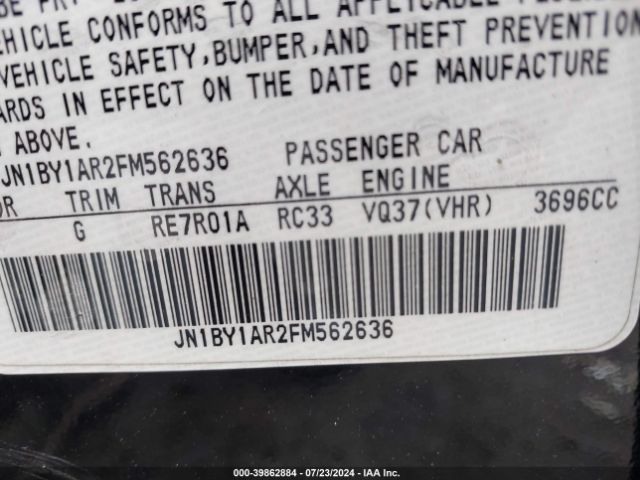 VEHICLE CONFORMS TO ALL APPLICABLE
VEHICLE SAFETY, BUMPER, AND THEFT PREVENTION
ARDS IN EFFECT ON THE DATE OF MANUFACTURE
ABOVE.
JN1BY1AR2FM562636 PASSENGER CAR
OR TRIM TRANS AXLE ENGINE
G RE7R01A RC33 VQ37(VHR) 3696CC
JN1BY1AR2FM562636
000-39862884 - 07/23/2024 - IAA Inc.